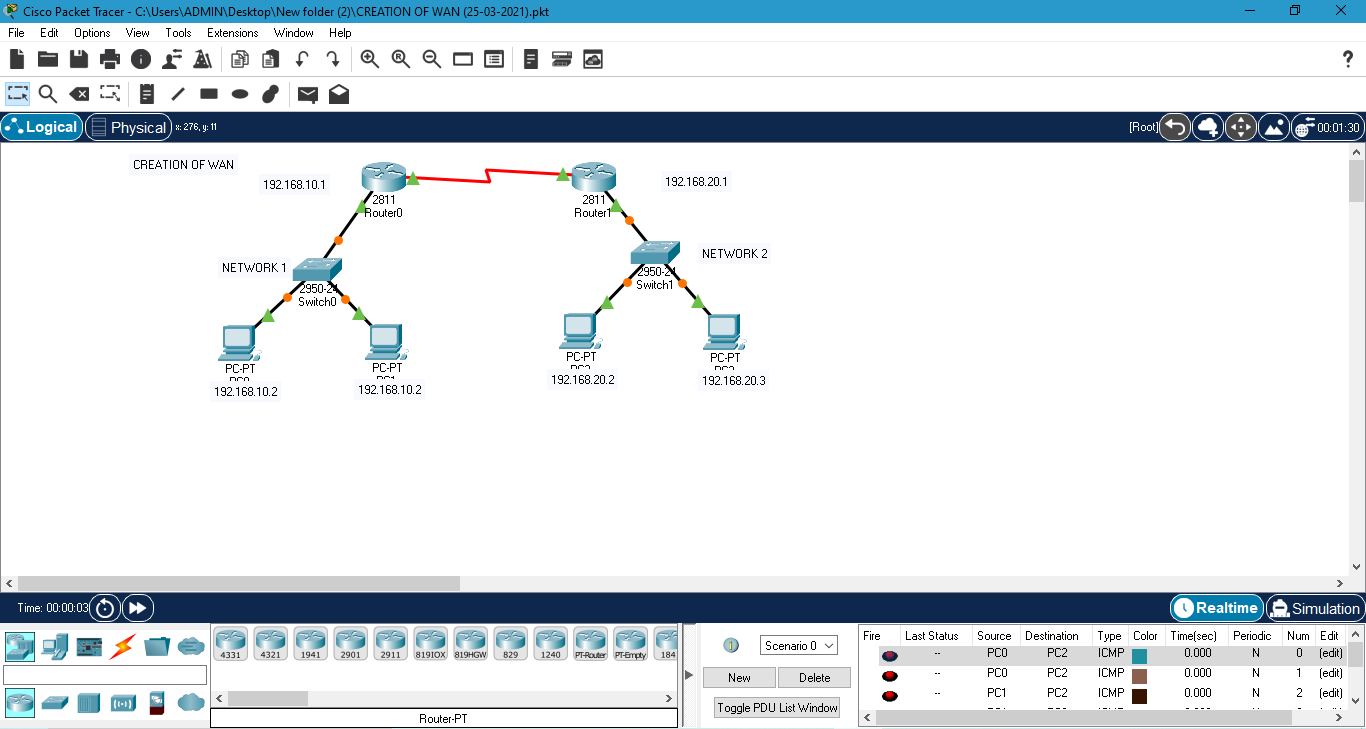 Cisco Packet Tracer - C:\Users\ADMIN\Desktop\New folder (2)\CREATION OF WAN (25-03-2021).pkt
File Edit Options View Tools Extensions Window Help
Logical Physical x: 276, y: 11 [Root] 00:01:30
CREATION OF WAN
192.168.10.1
2811
Router0
2811
Router1
192.168.20.1
NETWORK 1
2950-24
Switch0
2950-24
Switch1
NETWORK 2
PC-PT
PC0
192.168.10.2
PC-PT
PC1
192.168.10.2
PC-PT
192.168.20.2
PC-PT
192.168.20.3
Time: 00:00:03 Realtime Simulation
4331 4321 1941 2901 2911 819IOX 819HGW 829 1240 PT-Router PT-Empty 184
Router-PT
Scenario 0
New Delete
Toggle PDU List Window
Fire Last Status Source Destination Type Color Time(sec) Periodic Num Edit
-- PC0 PC2 ICMP 0.000 N 0 (edit)
-- PC0 PC2 ICMP 0.000 N 1 (edit)
-- PC1 PC2 ICMP 0.000 N 2 (edit)